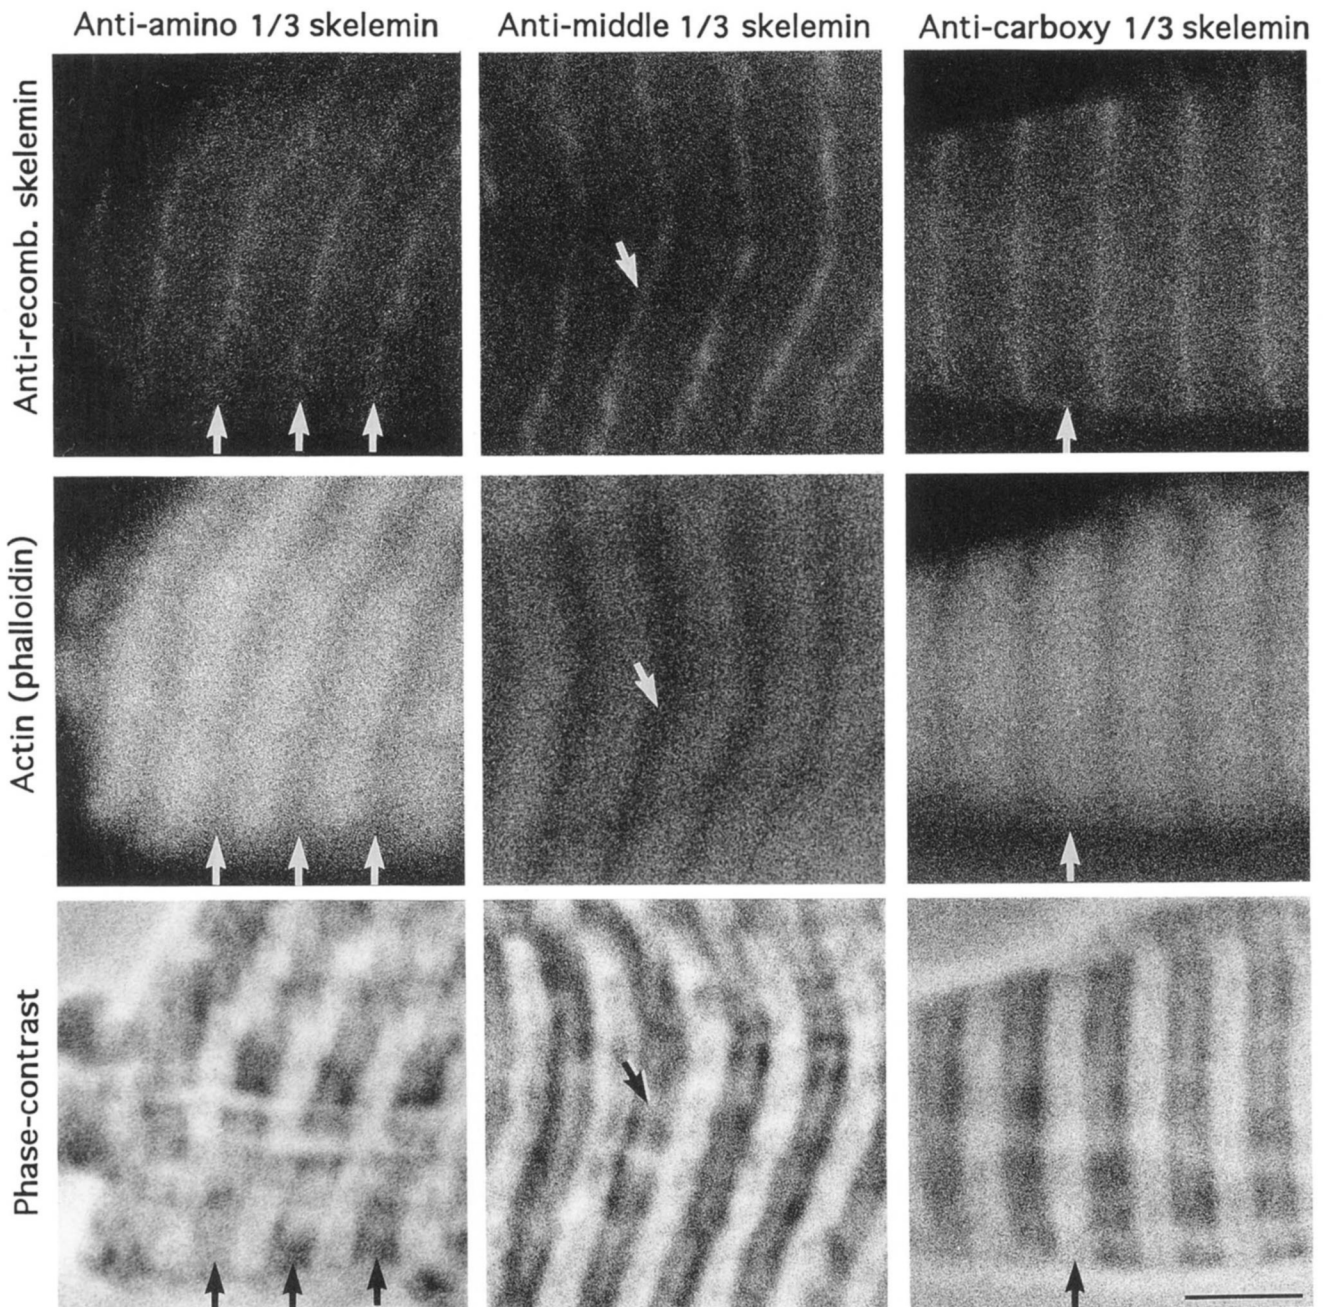 Anti-amino 1/3 skelemin
Anti-middle 1/3 skelemin
Anti-carboxy 1/3 skelemin
Anti-recomb. skelemin
Actin (phalloidin)
Phase-contrast